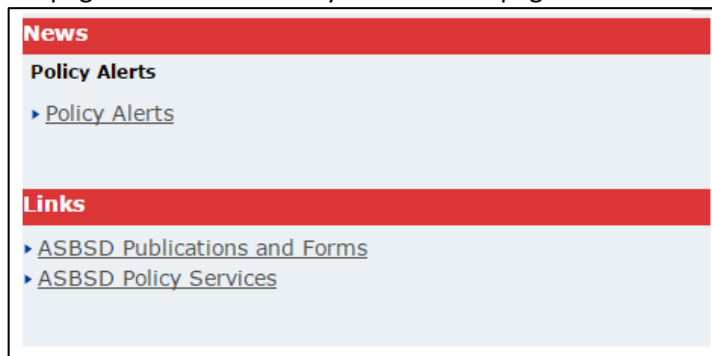 News
Policy Alerts
Policy Alerts
Links
ASBSD Publications and Forms
ASBSD Policy Services